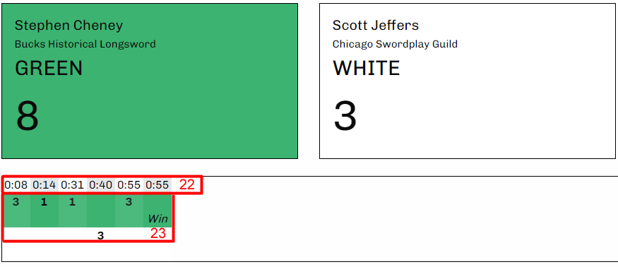 Stephen Cheney
Bucks Historical Longsword
GREEN
8
Scott Jeffers
Chicago Swordplay Guild
WHITE
3
0:08 0:14 0:31 0:40 0:55 0:55 22
3 1 1 3
Win
3 23